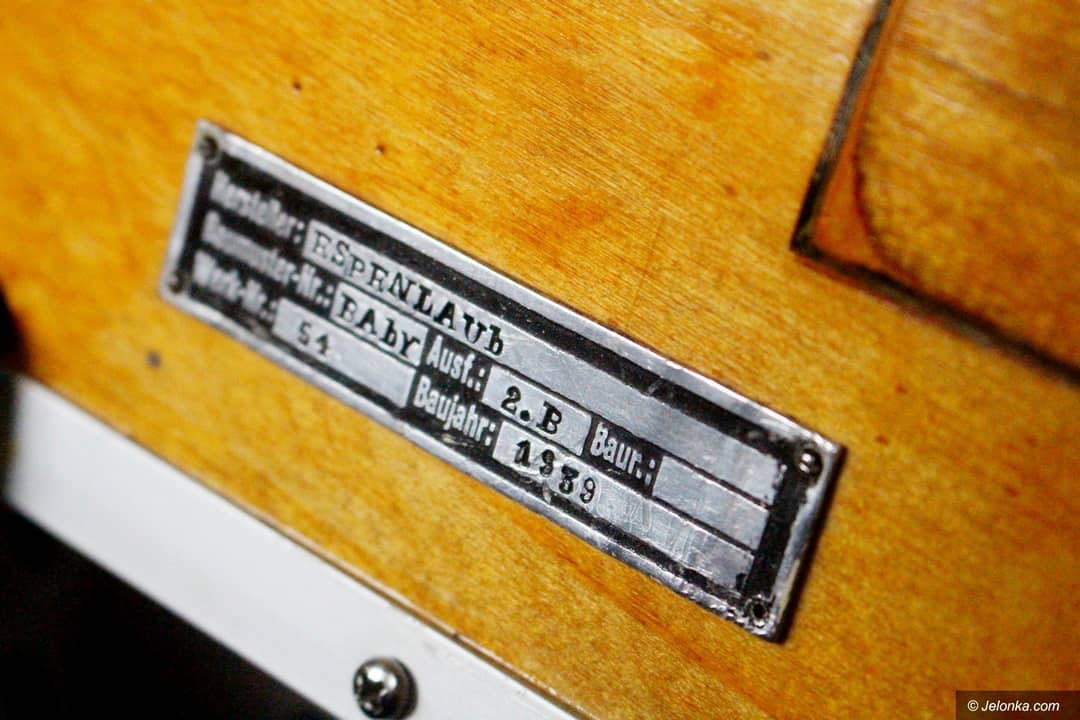 Hersteller: ESpENLAUb
Baumuster-Nr.: BAbY Ausf.: 2.B Baur.:
Werk-Nr.: 54 Baujahr: 1939
© Jelonka.com